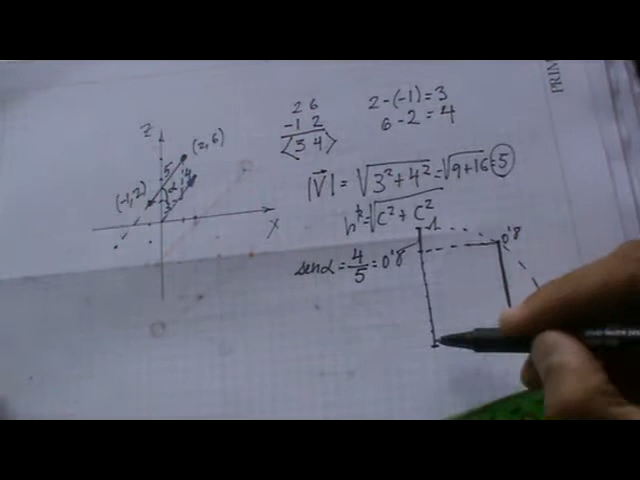 PRIM
Z
(2,6)
5
(-1,2)
α
4
3
X
2 6
-1 2
⟨3 4⟩
2-(-1)=3
6-2=4
|V⃗|=√3²+4²=√9+16=5
h²=√C²+C²
senα=4/5=0'8
1
0'8